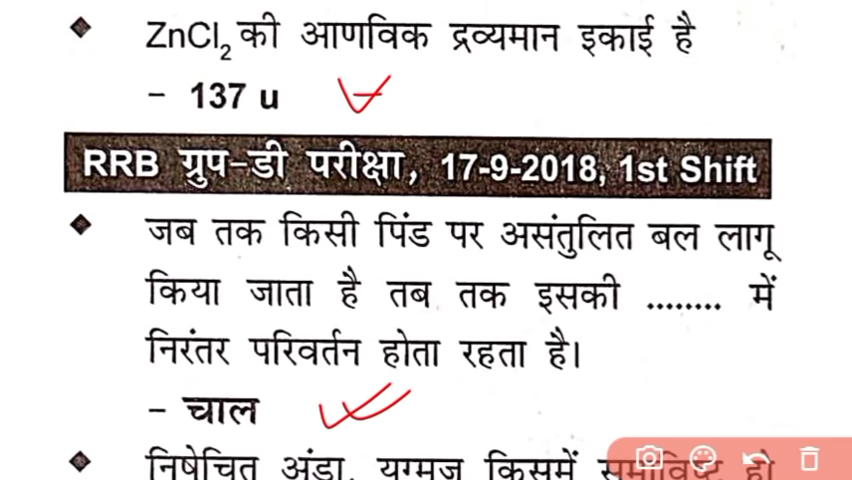 ZnCl₂ की आणविक द्रव्यमान इकाई है
– 137 u
RRB ग्रुप-डी परीक्षा, 17-9-2018, 1st Shift
जब तक किसी पिंड पर असंतुलित बल लागू
किया जाता है तब तक इसकी ........ में
निरंतर परिवर्तन होता रहता है।
– चाल
निषेचित अंडा, युग्मज किसमें समाविष्ट हो